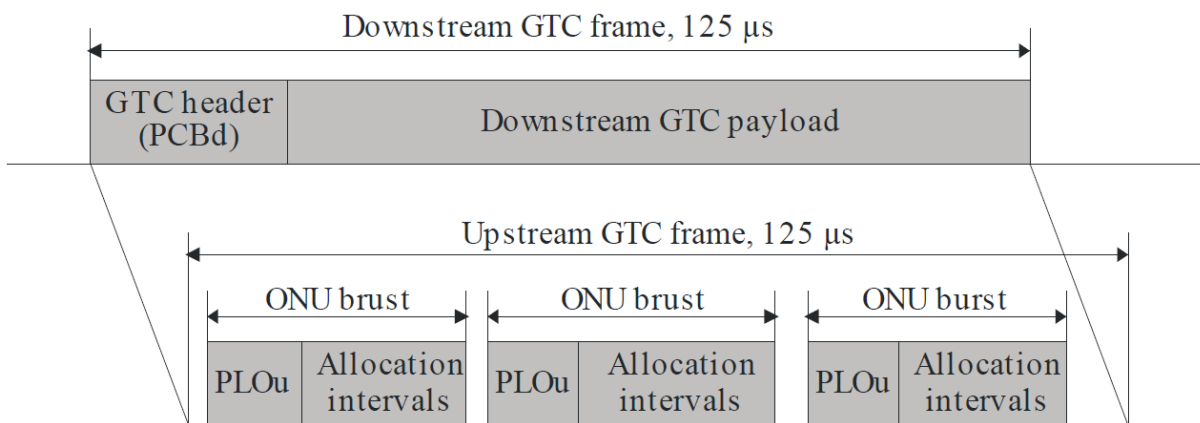 Downstream GTC frame, 125 µs
GTC header
(PCBd)
Downstream GTC payload
Upstream GTC frame, 125 µs
ONU brust
ONU brust
ONU burst
PLOu
Allocation
intervals
PLOu
Allocation
intervals
PLOu
Allocation
intervals